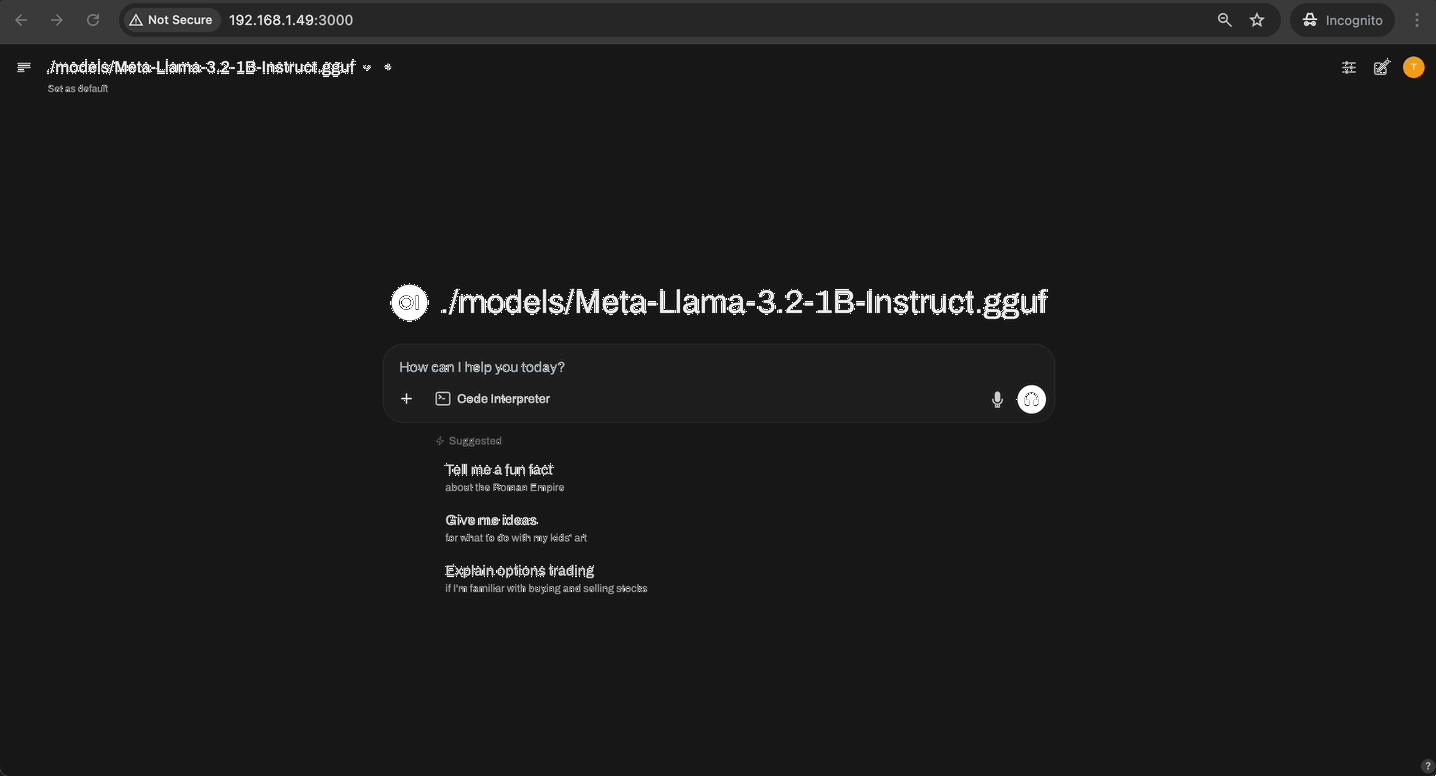 Not Secure 192.168.1.49:3000 Incognito
./models/Meta-Llama-3.2-1B-Instruct.gguf
T
Set as default
OI ./models/Meta-Llama-3.2-1B-Instruct.gguf
How can I help you today?
Code Interpreter
Suggested
Tell me a fun fact
about the Roman Empire
Give me ideas
for what to do with my kids' art
Explain options trading
if I'm familiar with buying and selling stocks
?